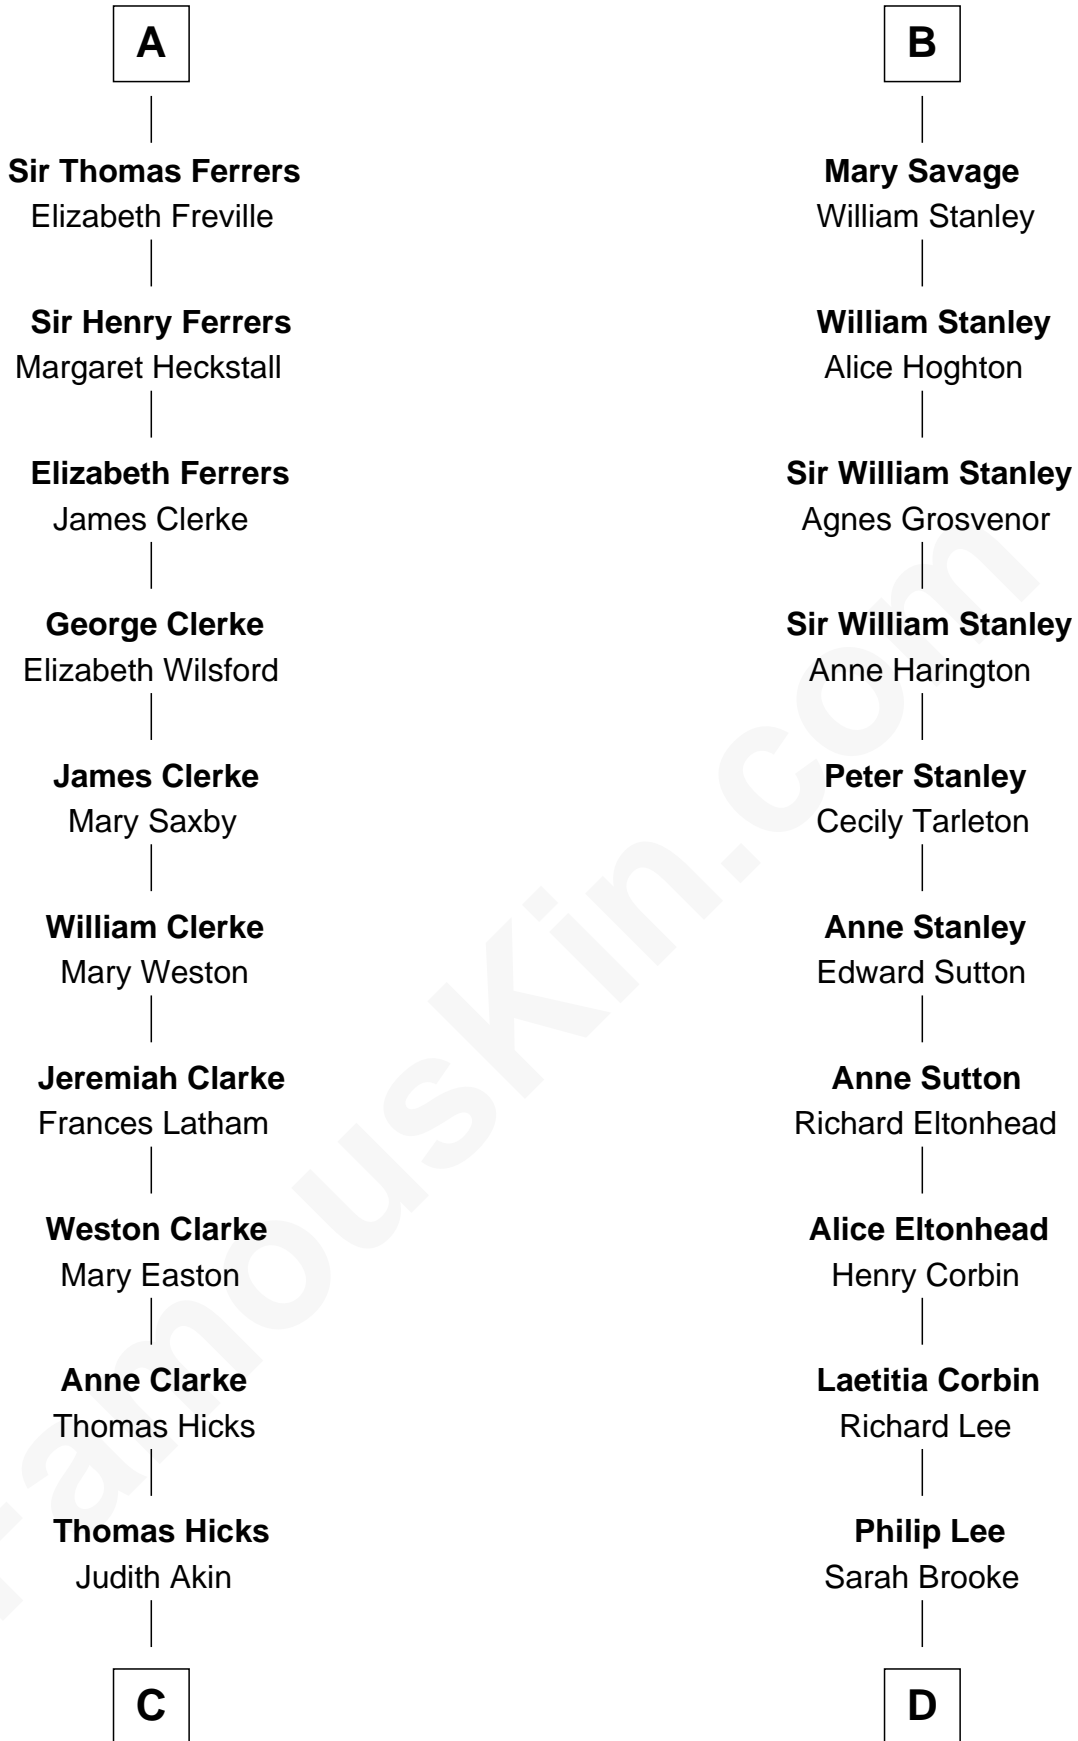 A
Sir Thomas Ferrers
Elizabeth Freville
Sir Henry Ferrers
Margaret Heckstall
Elizabeth Ferrers
James Clerke
George Clerke
Elizabeth Wilsford
James Clerke
Mary Saxby
William Clerke
Mary Weston
Jeremiah Clarke
Frances Latham
Weston Clarke
Mary Easton
Anne Clarke
Thomas Hicks
Thomas Hicks
Judith Akin
C
B
Mary Savage
William Stanley
William Stanley
Alice Hoghton
Sir William Stanley
Agnes Grosvenor
Sir William Stanley
Anne Harington
Peter Stanley
Cecily Tarleton
Anne Stanley
Edward Sutton
Anne Sutton
Richard Eltonhead
Alice Eltonhead
Henry Corbin
Laetitia Corbin
Richard Lee
Philip Lee
Sarah Brooke
D
FamousKin.com